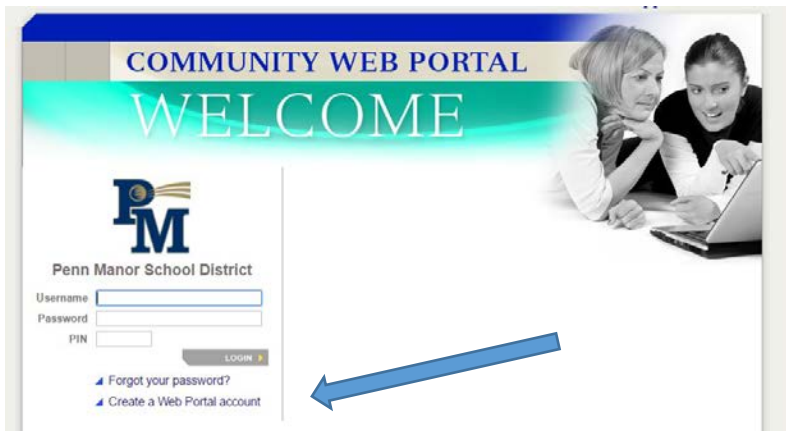 COMMUNITY WEB PORTAL
WELCOME
PM
Penn Manor School District
Username
Password
PIN
LOGIN
Forgot your password?
Create a Web Portal account